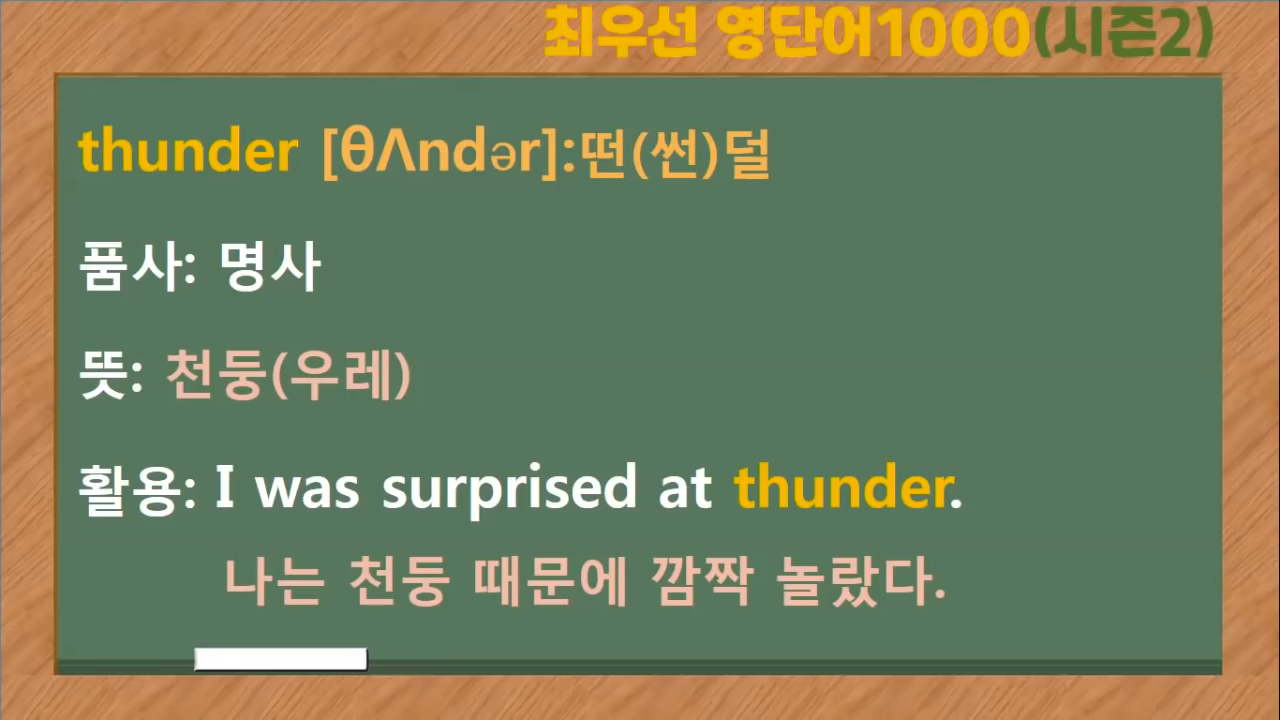 최우선 영단어1000(시즌2)
thunder [θΛndər]:떤(썬)덜
품사: 명사
뜻: 천둥(우레)
활용: I was surprised at thunder.
나는 천둥 때문에 깜짝 놀랐다.